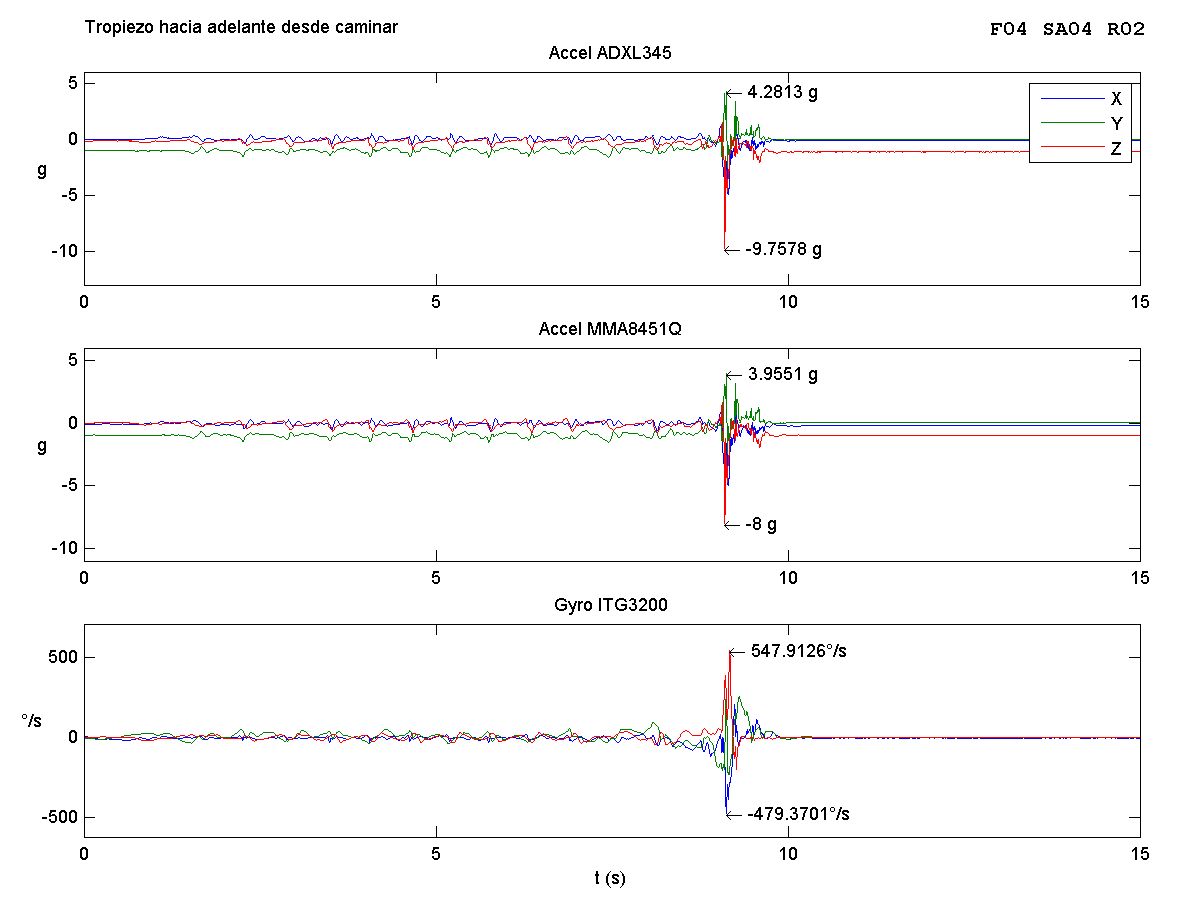 Tropiezo hacia adelante desde caminar
F04 SA04 R02
Accel ADXL345
5
0
-5
-10
g
4.2813 g
-9.7578 g
X
Y
Z
0 5 10 15
Accel MMA8451Q
5
0
-5
-10
g
3.9551 g
-8 g
0 5 10 15
Gyro ITG3200
500
0
-500
°/s
547.9126°/s
-479.3701°/s
0 5 10 15
t (s)